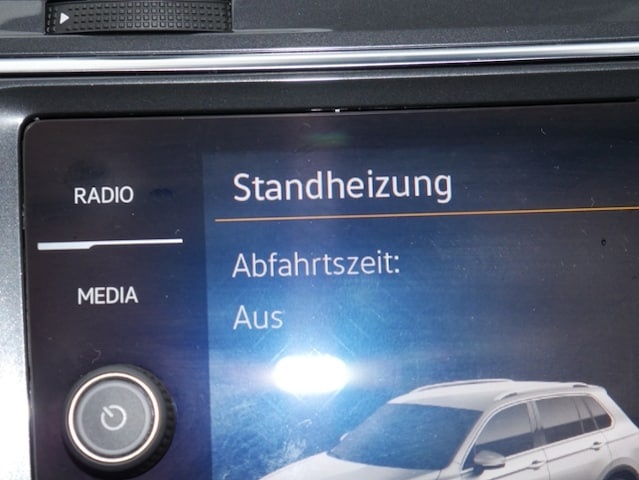 RADIO
MEDIA
Standheizung
Abfahrtszeit:
Aus